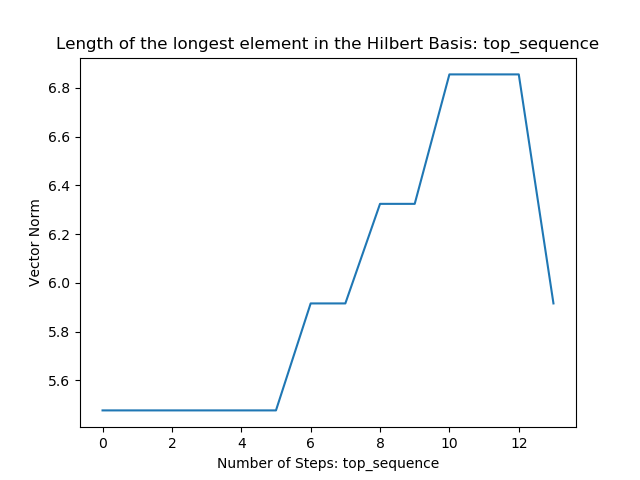 Length of the longest element in the Hilbert Basis: top_sequence
6.8
6.6
6.4
6.2
6.0
5.8
5.6
Vector Norm
0 2 4 6 8 10 12
Number of Steps: top_sequence